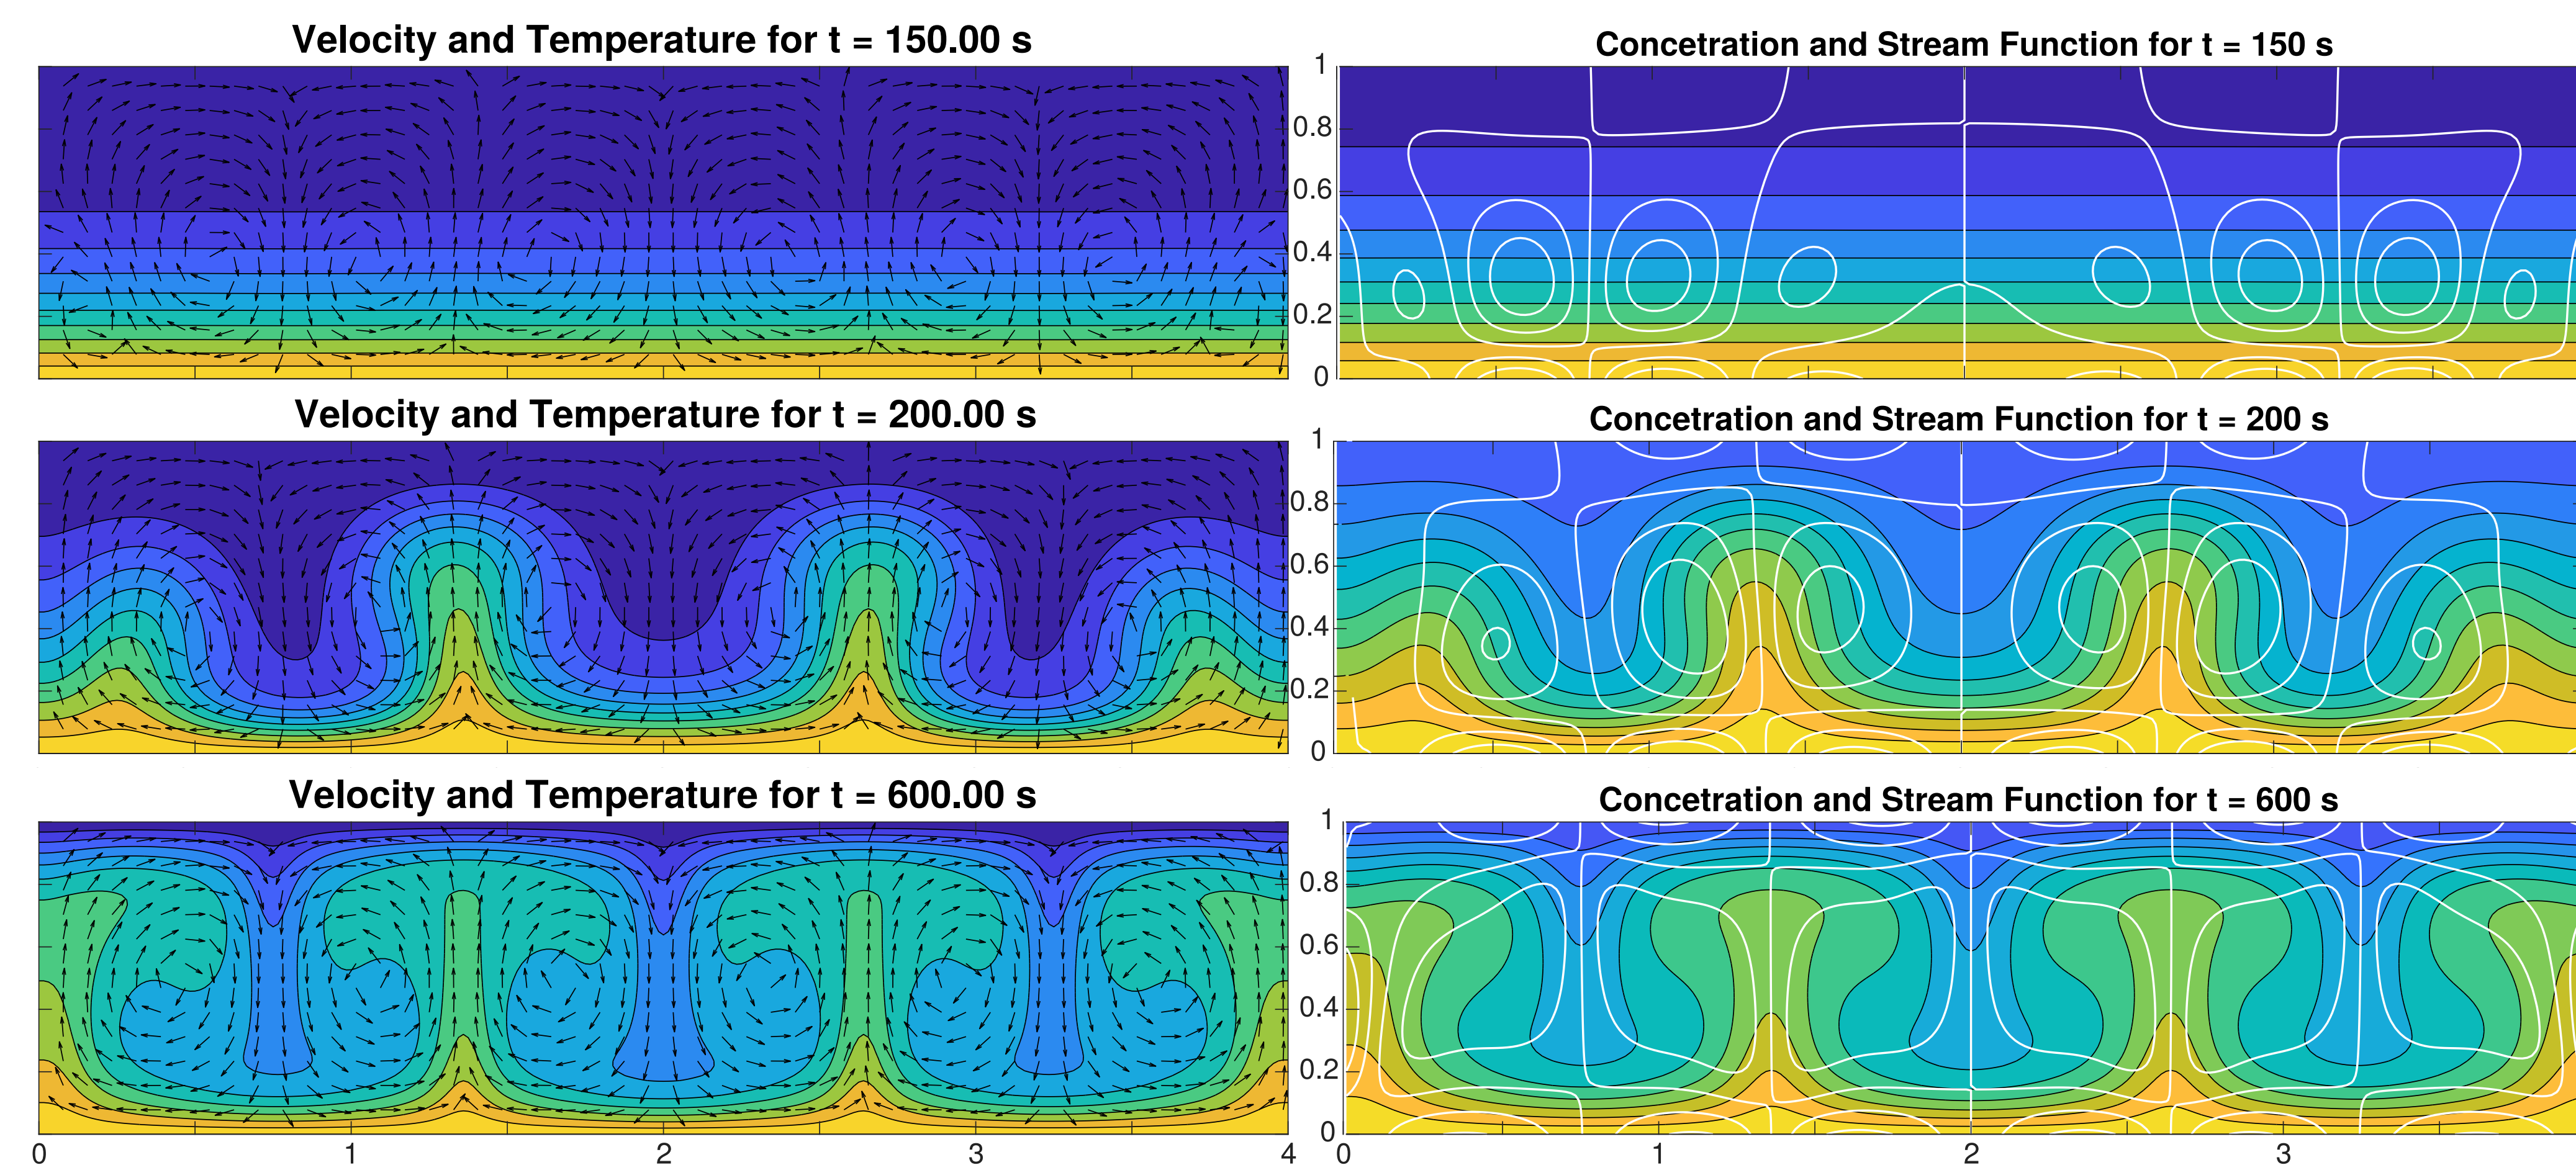 Velocity and Temperature for t = 150.00 s
Concetration and Stream Function for t = 150 s
1
0.8
0.6
0.4
0.2
0
Velocity and Temperature for t = 200.00 s
Concetration and Stream Function for t = 200 s
1
0.8
0.6
0.4
0.2
0
Velocity and Temperature for t = 600.00 s
Concetration and Stream Function for t = 600 s
1
0.8
0.6
0.4
0.2
0
0 1 2 3 4
0 1 2 3